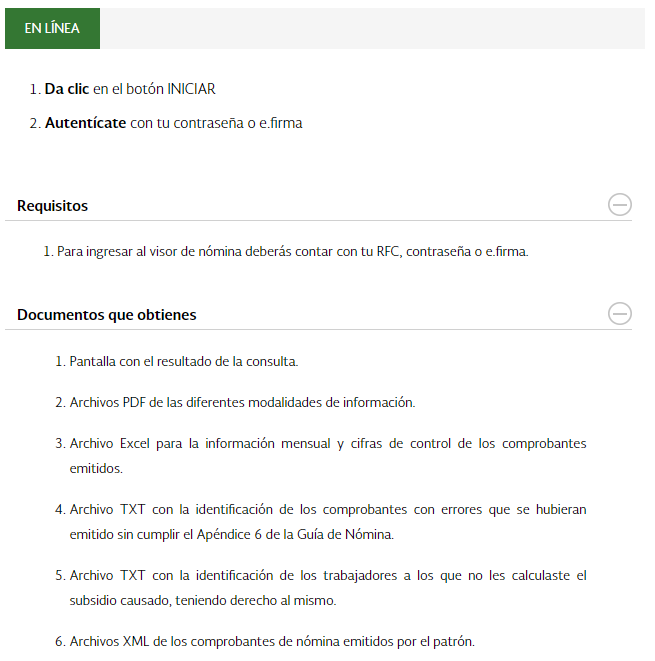 EN LÍNEA
1. Da clic en el botón INICIAR
2. Autentícate con tu contraseña o e.firma
Requisitos
1. Para ingresar al visor de nómina deberás contar con tu RFC, contraseña o e.firma.
Documentos que obtienes
1. Pantalla con el resultado de la consulta.
2. Archivos PDF de las diferentes modalidades de información.
3. Archivo Excel para la información mensual y cifras de control de los comprobantes
emitidos.
4. Archivo TXT con la identificación de los comprobantes con errores que se hubieran
emitido sin cumplir el Apéndice 6 de la Guía de Nómina.
5. Archivo TXT con la identificación de los trabajadores a los que no les calculaste el
subsidio causado, teniendo derecho al mismo.
6. Archivos XML de los comprobantes de nómina emitidos por el patrón.